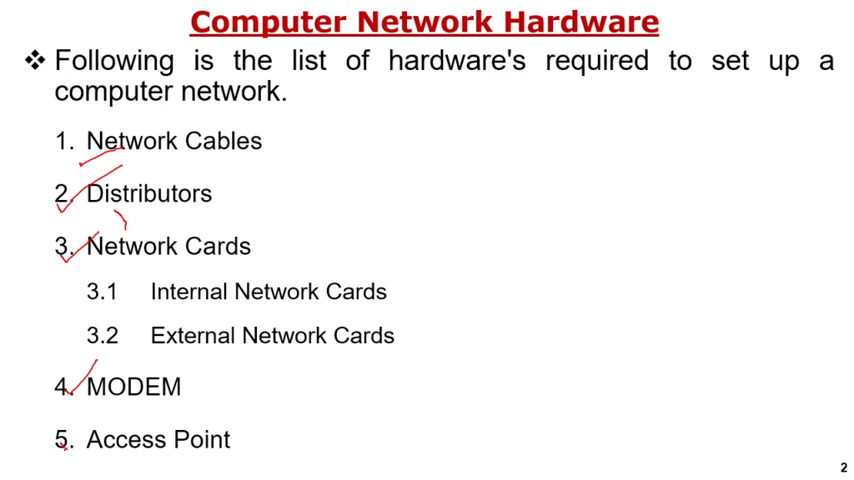 Computer Network Hardware
❖ Following is the list of hardware's required to set up a
computer network.
1. Network Cables
2. Distributors
3. Network Cards
3.1 Internal Network Cards
3.2 External Network Cards
4. MODEM
5. Access Point
2